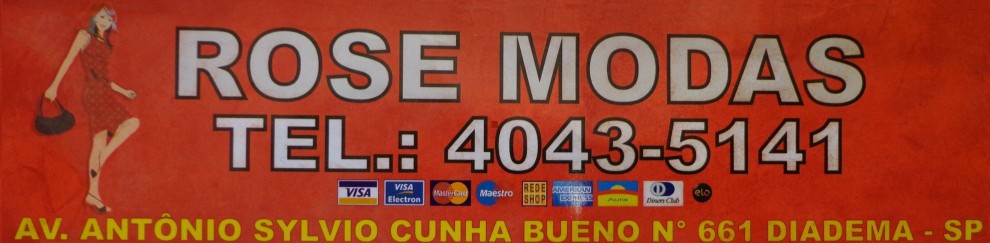 ROSE MODAS
TEL.: 4043-5141
VISA VISA Electron MasterCard Maestro REDE SHOP AMERICAN EXPRESS Diners Club elo
AV. ANTÔNIO SYLVIO CUNHA BUENO N° 661 DIADEMA - SP